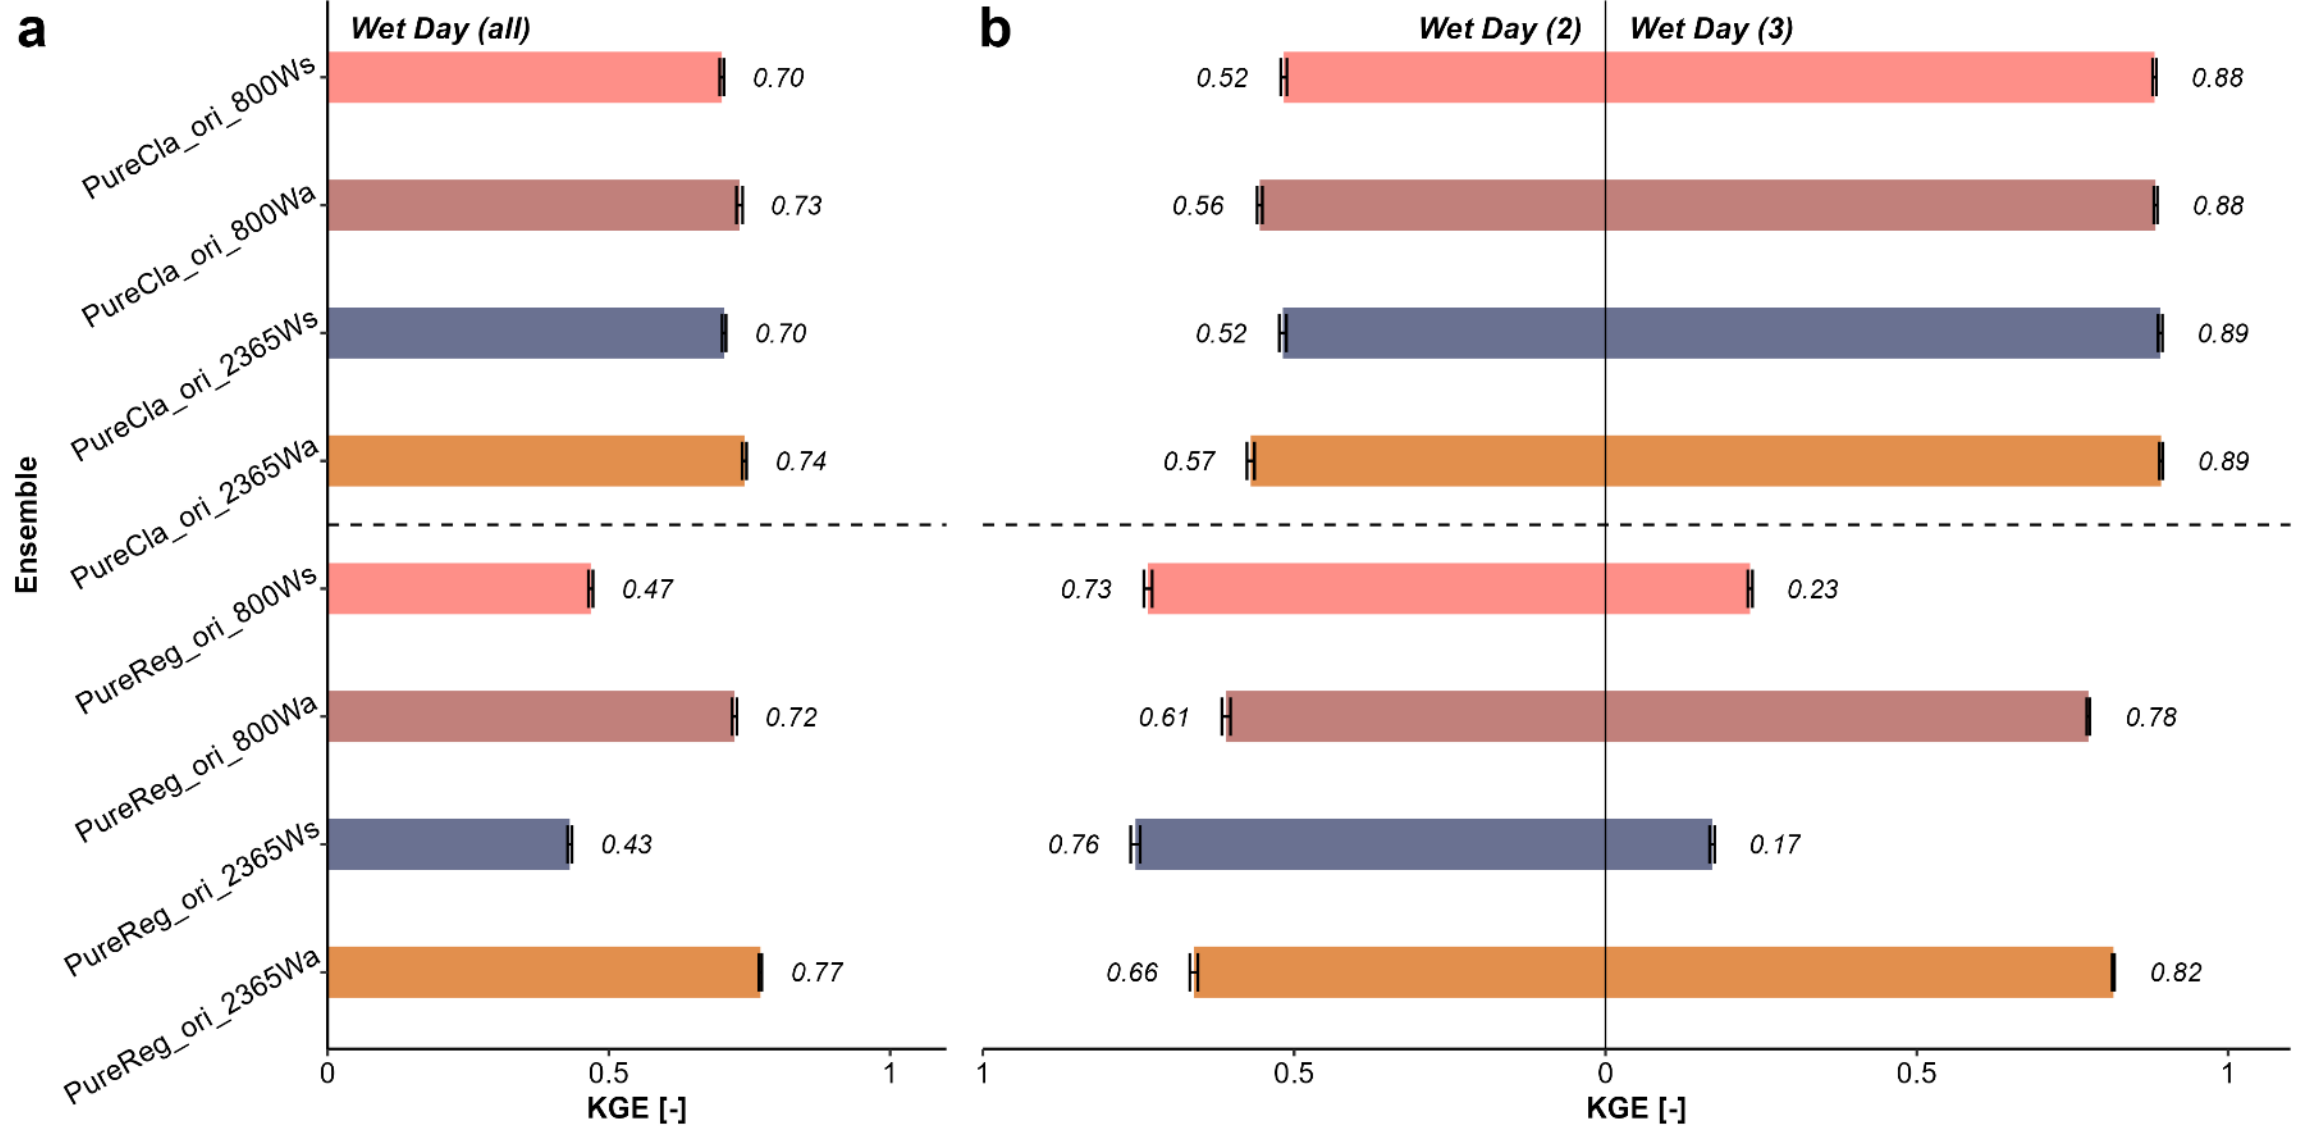 a
Wet Day (all)
PureCla_ori_800Ws
0.70
PureCla_ori_800Wa
0.73
PureCla_ori_2365Ws
0.70
PureCla_ori_2365Wa
0.74
PureReg_ori_800Ws
0.47
PureReg_ori_800Wa
0.72
PureReg_ori_2365Ws
0.43
PureReg_ori_2365Wa
0.77
Ensemble
0 0.5 1
KGE [-]
b
Wet Day (2) Wet Day (3)
0.52 0.88
0.56 0.88
0.52 0.89
0.57 0.89
0.73 0.23
0.61 0.78
0.76 0.17
0.66 0.82
1 0.5 0 0.5 1
KGE [-]